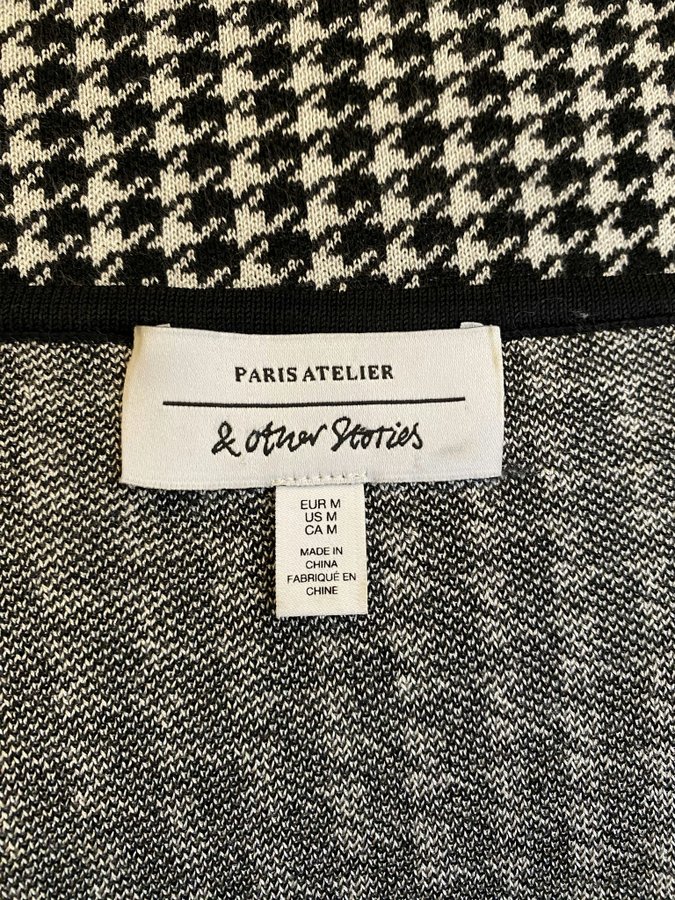 PARIS ATELIER
& other Stories
EUR M
US M
CA M
MADE IN
CHINA
FABRIQUÉ EN
CHINE